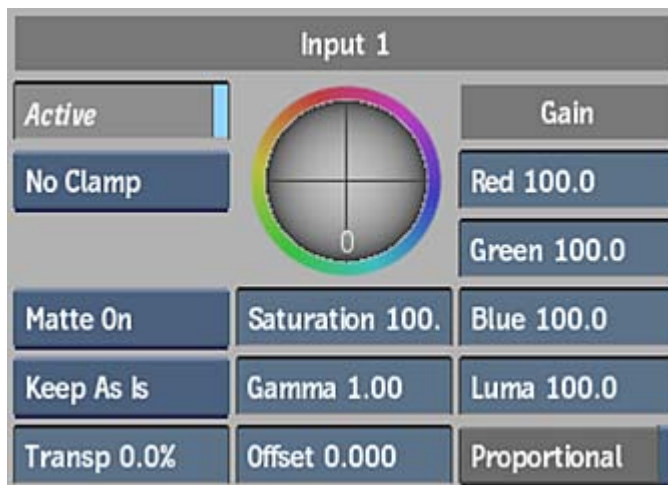 Input 1
Active
Gain
No Clamp
Red 100.0
0
Green 100.0
Matte On
Saturation 100.
Blue 100.0
Keep As Is
Gamma 1.00
Luma 100.0
Transp 0.0%
Offset 0.000
Proportional